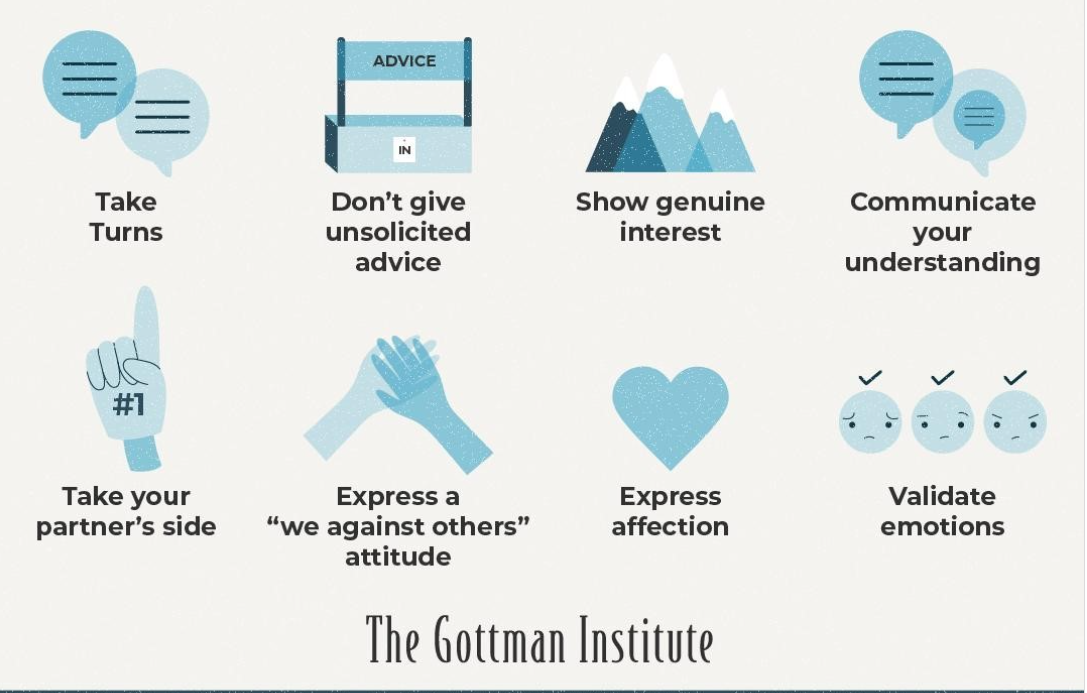 ADVICE
IN
Take
Turns
Don't give
unsolicited
advice
Show genuine
interest
Communicate
your
understanding
#1
Take your
partner's side
Express a
“we against others”
attitude
Express
affection
Validate
emotions
The Gottman Institute